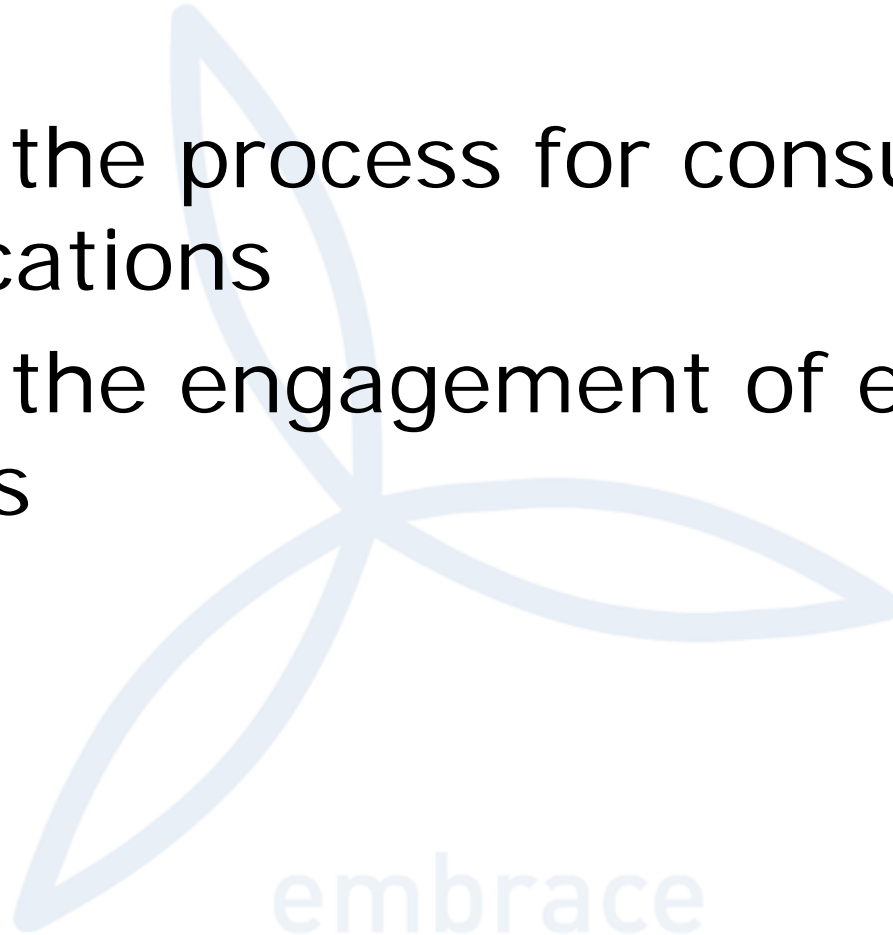 the process for consu
cations
the engagement of e
s
embrace